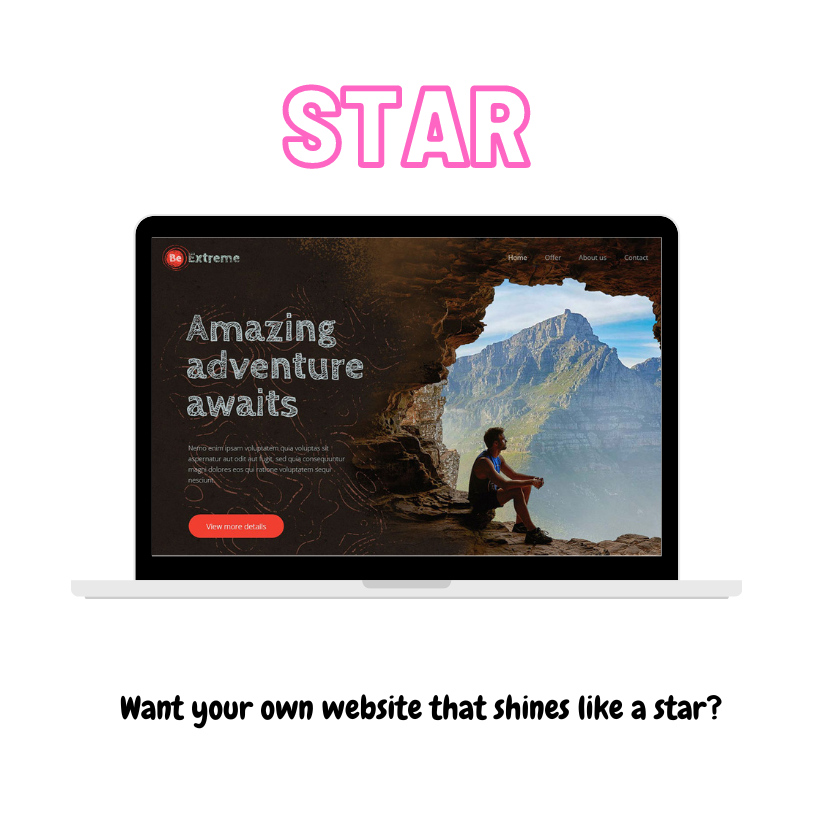 STAR
Be Extreme
Home Offer About us Contact
Amazing
adventure
awaits
Nemo enim ipsam voluptatem quia voluptas sit
aspernatur aut odit aut fugit, sed quia consequuntur
magni dolores eos qui ratione voluptatem sequi
nesciunt.
View more details
Want your own website that shines like a star?